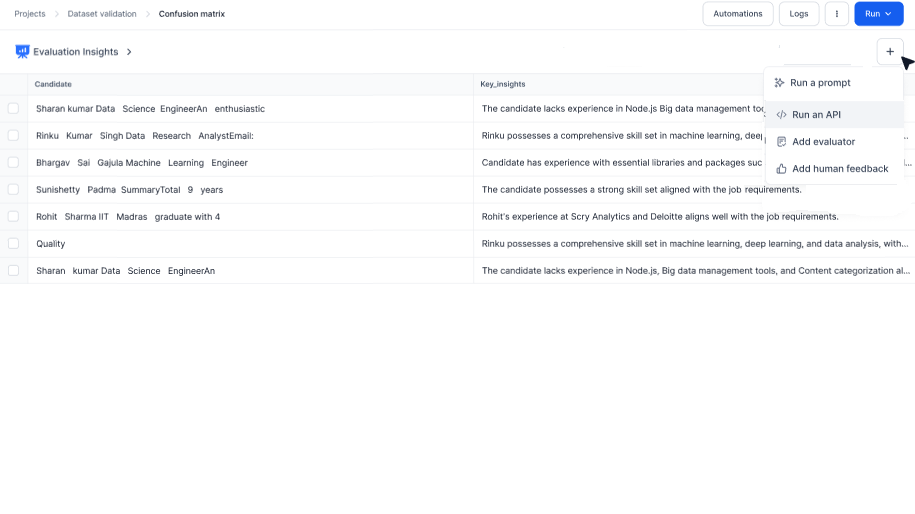 Projects > Dataset validation > Confusion matrix Automations Logs Run
Evaluation Insights
Candidate Key_insights
Run a prompt
Run an API
Add evaluator
Add human feedback
Sharan kumar Data Science EngineerAn enthusiastic The candidate lacks experience in Node.js Big data management
Rinku Kumar Singh Data Research AnalystEmail: Rinku possesses a comprehensive skill set in machine learning,
Bhargav Sai Gajula Machine Learning Engineer Candidate has experience with essential libraries and packages
Sunishetty Padma SummaryTotal 9 years The candidate possesses a strong skill set aligned with the job requirements.
Rohit Sharma IIT Madras graduate with 4 Rohit's experience at Scry Analytics and Deloitte aligns well with the job requirements.
Quality Rinku possesses a comprehensive skill set in machine learning, deep learning, and data analysis, with...
Sharan kumar Data Science EngineerAn The candidate lacks experience in Node.js, Big data management tools, and Content categorization al...